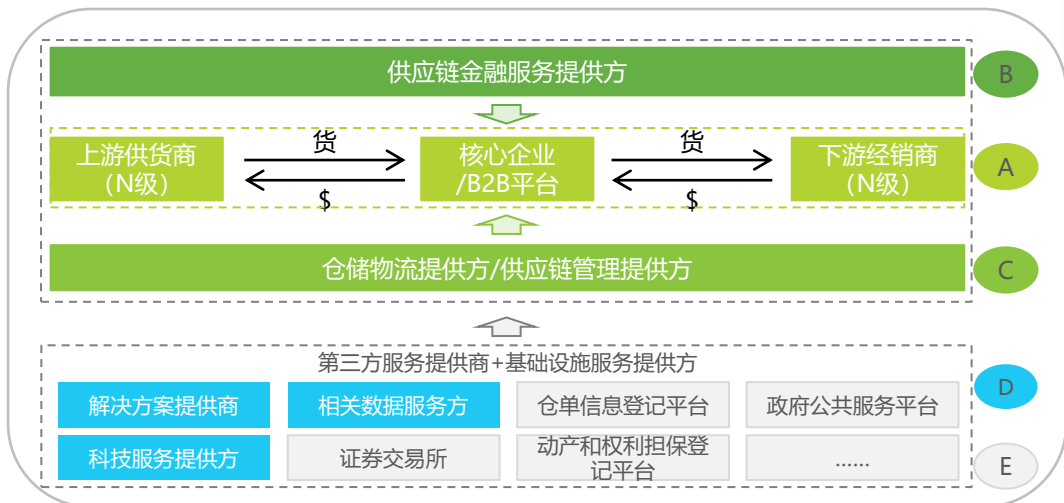 供应链金融服务提供方
B
上游供货商
（N级）
货
$
核心企业
/B2B平台
货
$
下游经销商
（N级）
A
仓储物流提供方/供应链管理提供方
C
第三方服务提供商+基础设施服务提供方
D
解决方案提供商
相关数据服务方
仓单信息登记平台
政府公共服务平台
科技服务提供方
证券交易所
动产和权利担保登
记平台
......
E